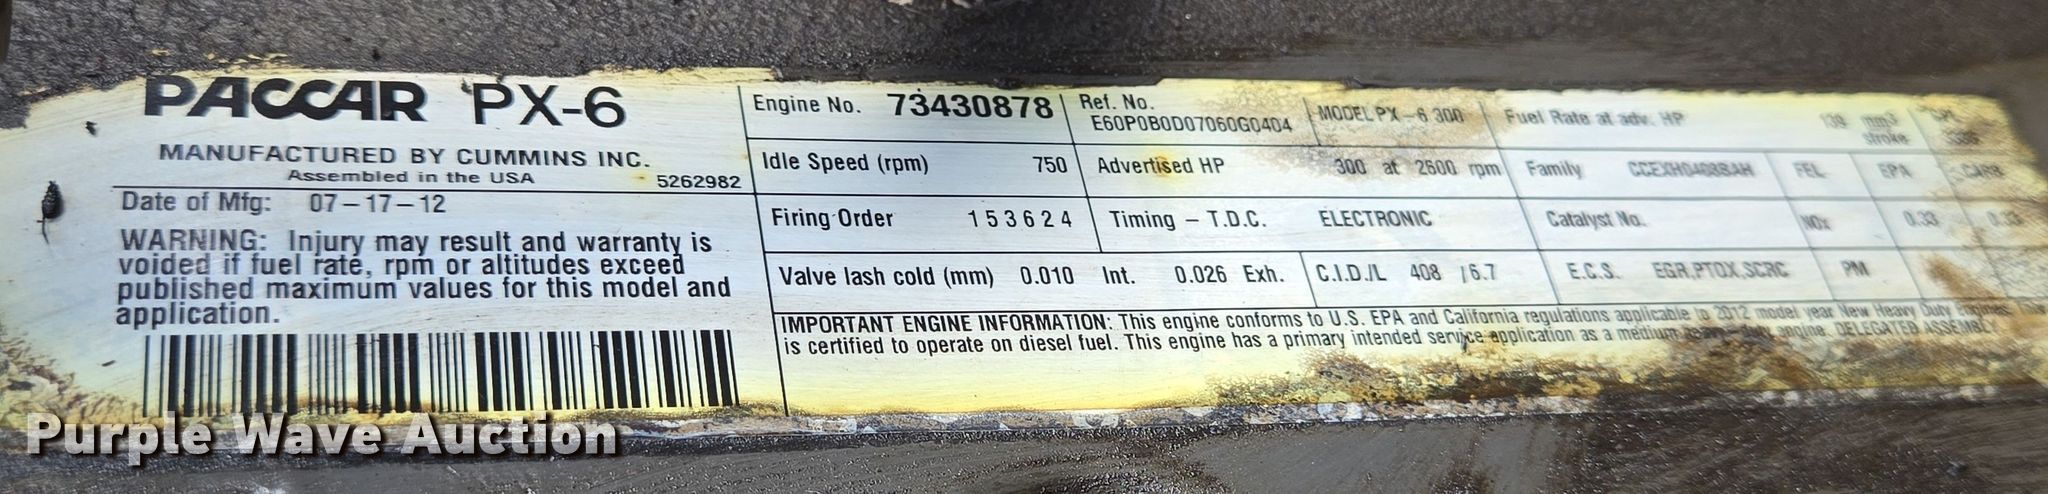 PACCAR PX-6
MANUFACTURED BY CUMMINS INC.
Assembled in the USA
5262982
Date of Mfg: 07-17-12
WARNING: Injury may result and warranty is
voided if fuel rate, rpm or altitudes exceed
published maximum values for this model and
application.
Engine No. 73430878
Ref. No.
E60P0B0D07060G0404
MODEL PX-6 300
Fuel Rate at adv. HP 139 mm3
stroke
CPL
Idle Speed (rpm) 750
Advertised HP 300 at 2600 rpm
Family CCEXH0408BAH
FEL
EPA
CARB
Firing Order 153624
Timing - T.D.C. ELECTRONIC
Catalyst No.
NOx
0.33
0.33
Valve lash cold (mm) 0.010 Int. 0.026 Exh.
C.I.D./L 408 /6.7
E.C.S. EGR,PTOX,SCRC
PM
IMPORTANT ENGINE INFORMATION: This engine conforms to U.S. EPA and California regulations applicable to 2012 model year New Heavy Duty Engines.
is certified to operate on diesel fuel. This engine has a primary intended service application as a medium engine. DELEGATED ASSEMBLY
Purple Wave Auction